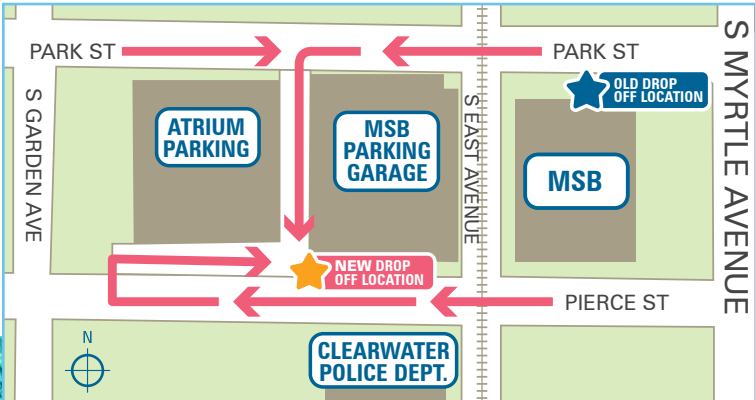 PARK ST
PARK ST
S MYRTLE AVENUE
OLD DROP
OFF LOCATION
S GARDEN AVE
ATRIUM
PARKING
MSB
PARKING
GARAGE
S EAST AVENUE
MSB
NEW DROP
OFF LOCATION
PIERCE ST
N
CLEARWATER
POLICE DEPT.